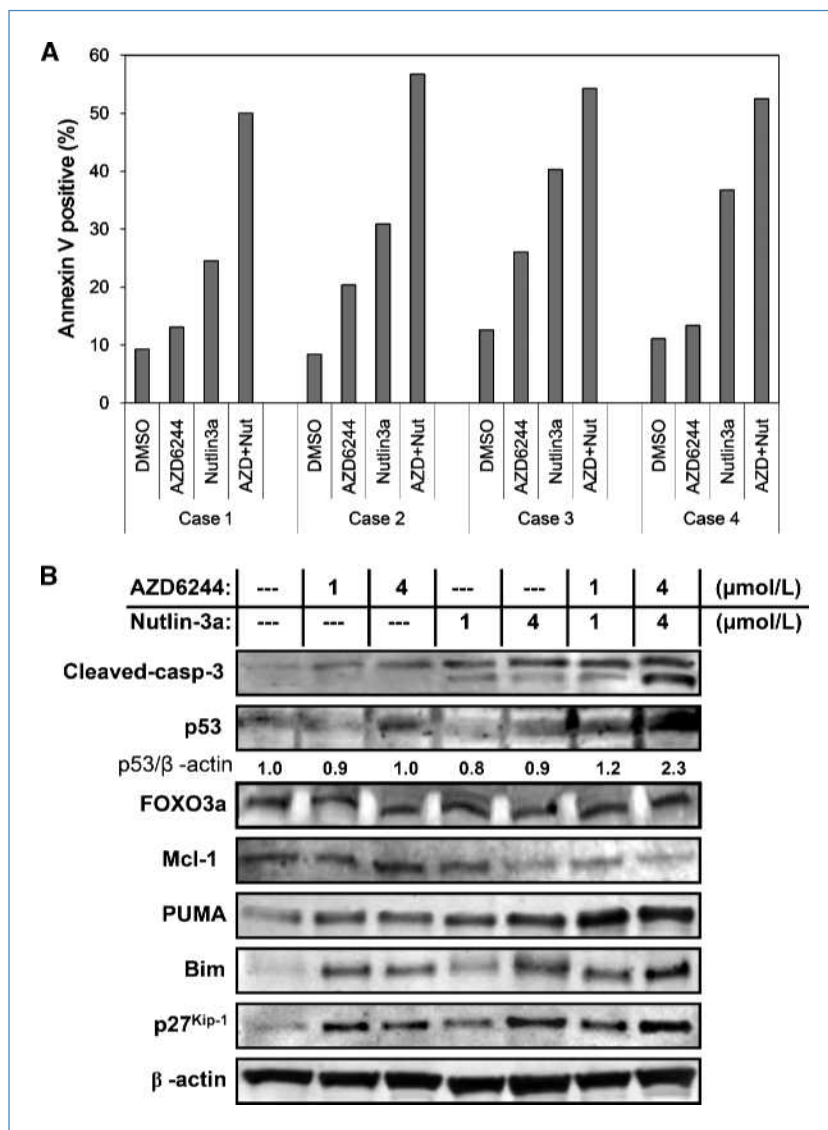 A
60
50
40
30
20
10
0
Annexin V positive (%)
DMSO
AZD6244
Nutlin3a
AZD+Nut
DMSO
AZD6244
Nutlin3a
AZD+Nut
DMSO
AZD6244
Nutlin3a
AZD+Nut
DMSO
AZD6244
Nutlin3a
AZD+Nut
Case 1 Case 2 Case 3 Case 4
B
AZD6244: --- 1 4 --- --- 1 4 (µmol/L)
Nutlin-3a: --- --- --- 1 4 1 4 (µmol/L)
Cleaved-casp-3
p53
p53/β -actin 1.0 0.9 1.0 0.8 0.9 1.2 2.3
FOXO3a
Mcl-1
PUMA
Bim
p27Kip-1
β -actin